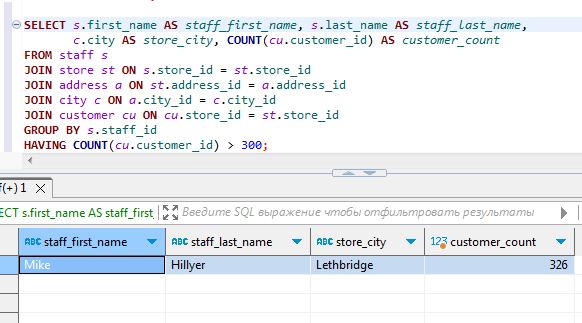 SELECT s.first_name AS staff_first_name, s.last_name AS staff_last_name,
c.city AS store_city, COUNT(cu.customer_id) AS customer_count
FROM staff s
JOIN store st ON s.store_id = st.store_id
JOIN address a ON st.address_id = a.address_id
JOIN city c ON a.city_id = c.city_id
JOIN customer cu ON cu.store_id = st.store_id
GROUP BY s.staff_id
HAVING COUNT(cu.customer_id) > 300;
f(+) 1
ECT s.first_name AS staff_first Введите SQL выражение чтобы отфильтровать результаты
ABC staff_first_name ABC staff_last_name ABC store_city 123 customer_count
Mike Hillyer Lethbridge 326